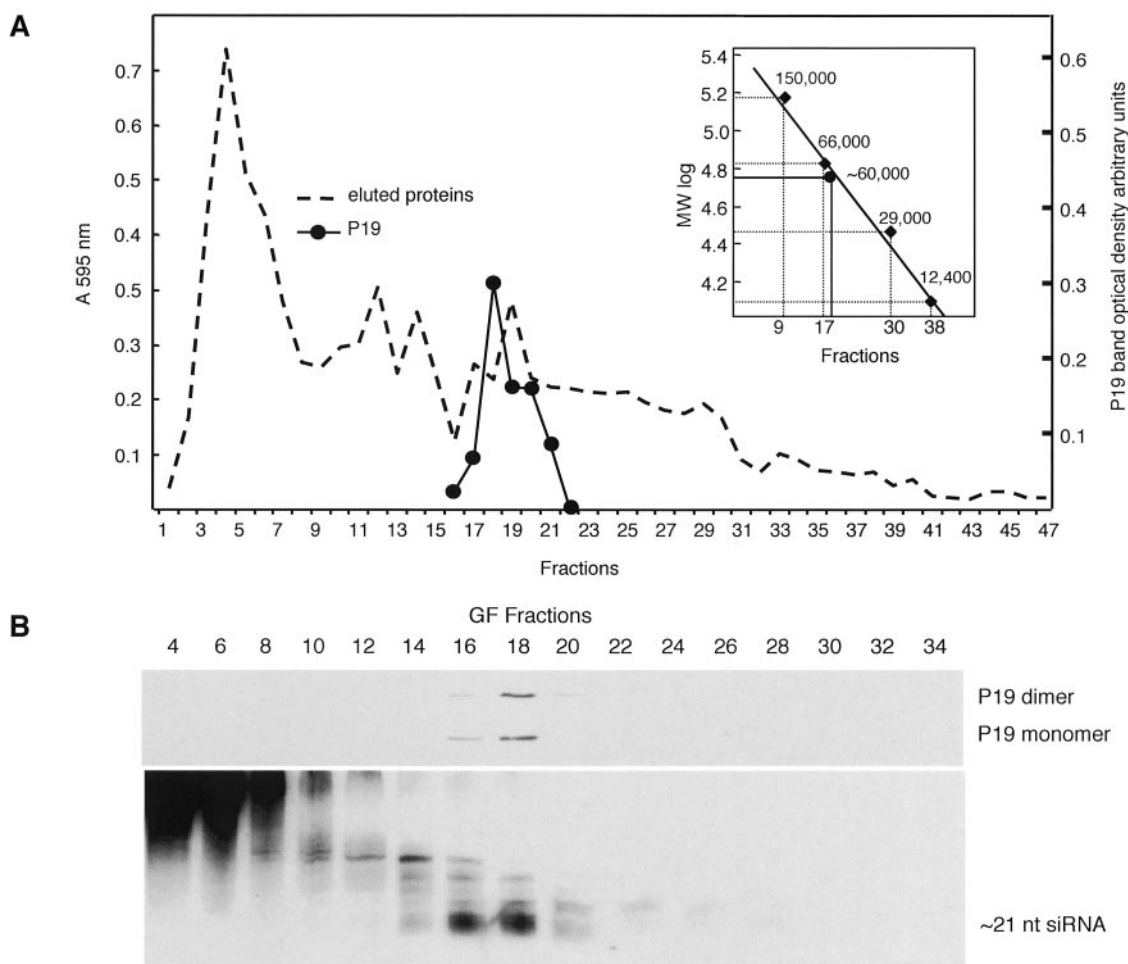 A
A 595 nm
0.7
0.6
0.5
0.4
0.5
0.3
0.2
0.1
eluted proteins
P19
0.6
0.5
0.4
0.3
0.2
0.1
P19 band optical density arbitrary units
MW log
5.4
5.2
5.0
4.8
4.6
4.4
4.2
150,000
66,000
~60,000
29,000
12,400
9 17 30 38
Fractions
1 3 5 7 9 11 13 15 17 19 21 23 25 27 29 31 33 35 39 41 43 45 47
Fractions
B
GF Fractions
4 6 8 10 12 14 16 18 20 22 24 26 28 30 32 34
P19 dimer
P19 monomer
~21 nt siRNA